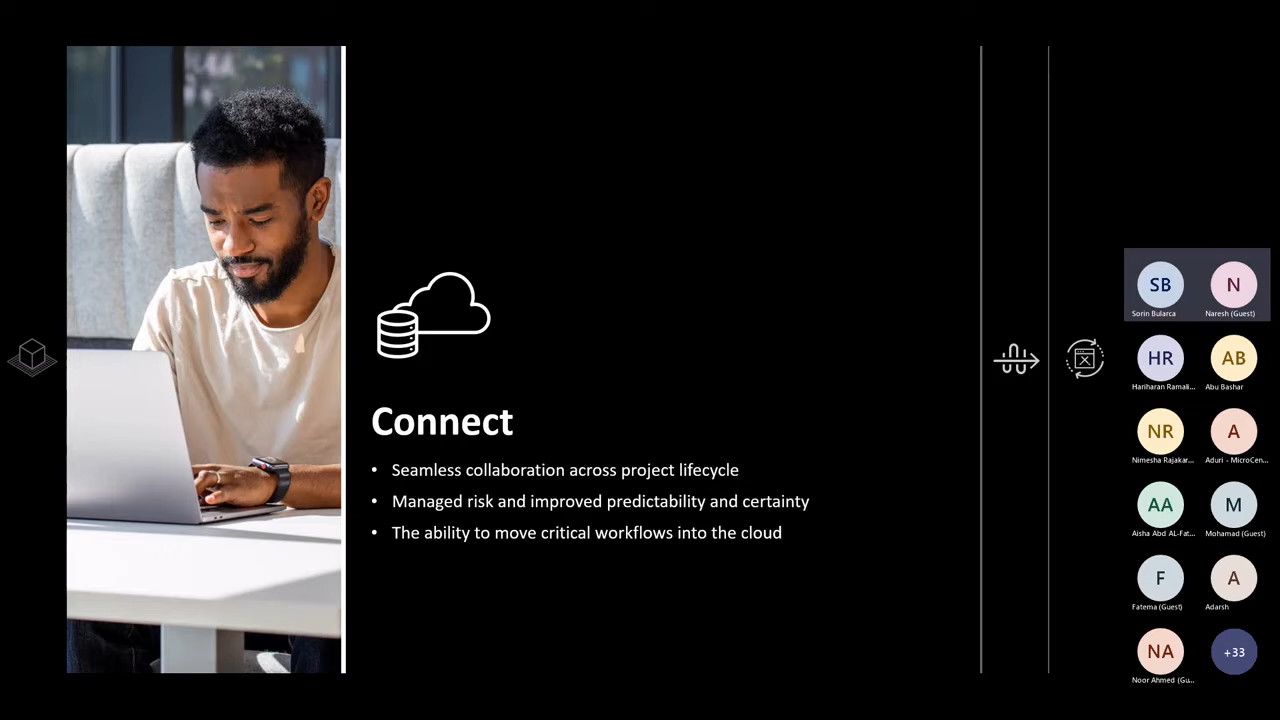 Connect
• Seamless collaboration across project lifecycle
• Managed risk and improved predictability and certainty
• The ability to move critical workflows into the cloud
SB
N
Sorin Bularca
Naresh (Guest)
HR
AB
Hariharan Ramali...
Abu Bashar
NR
A
Nimesha Rajakar...
Aduri - MicroCen...
AA
M
Aisha Abd AL-Fat...
Mohamad (Guest)
F
A
Fatema (Guest)
Adarsh
NA
+33
Noor Ahmed (Gu...